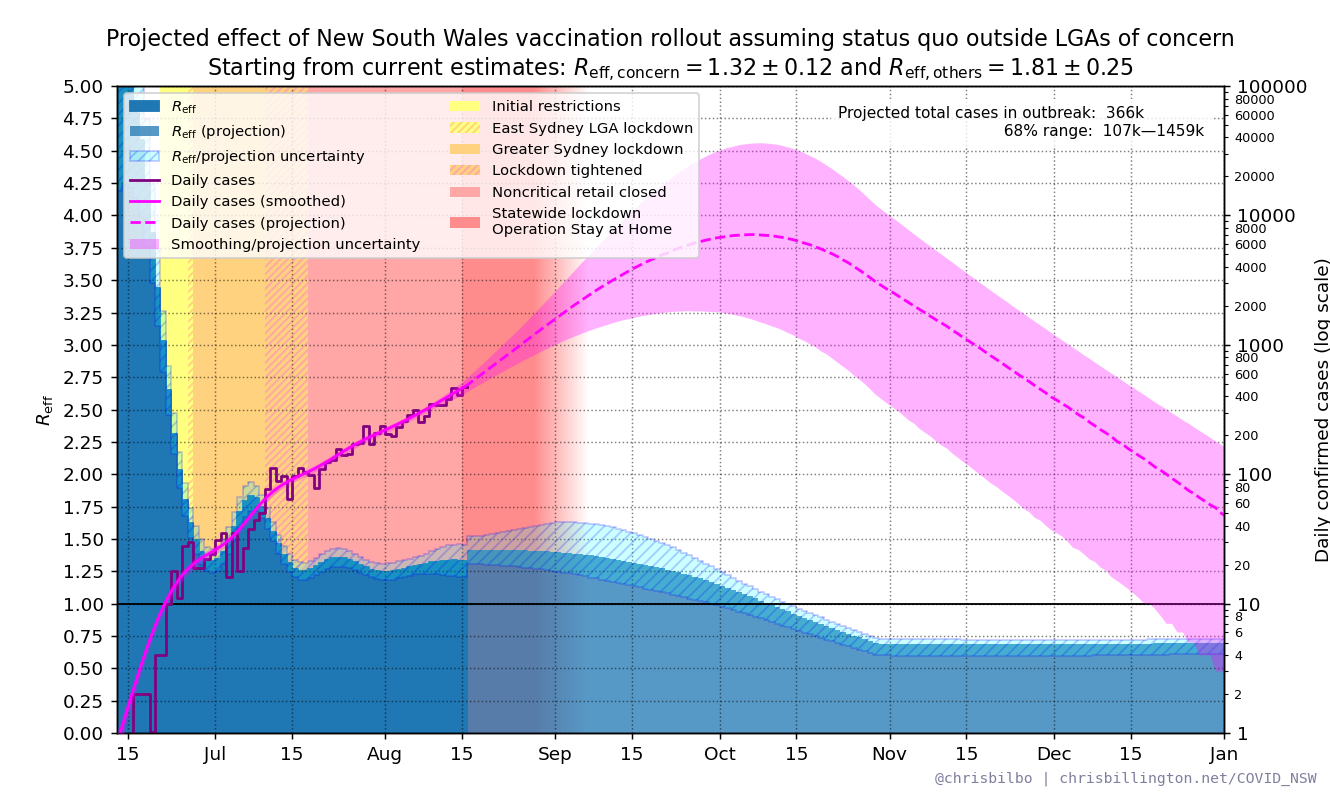 Projected effect of New South Wales vaccination rollout assuming status quo outside LGAs of concern
Starting from current estimates: Reff, concern = 1.32 ± 0.12 and Reff, others = 1.81 ± 0.25
Reff
Reff (projection)
Reff/projection uncertainty
Daily cases
Daily cases (smoothed)
Daily cases (projection)
Smoothing/projection uncertainty
Initial restrictions
East Sydney LGA lockdown
Greater Sydney lockdown
Lockdown tightened
Noncritical retail closed
Statewide lockdown
Operation Stay at Home
Projected total cases in outbreak: 366k
68% range: 107k—1459k
Reff
5.00
4.75
4.50
4.25
4.00
3.75
3.50
3.25
3.00
2.75
2.50
2.25
2.00
1.75
1.50
1.25
1.00
0.75
0.50
0.25
0.00
15
Jul
15
Aug
15
Sep
15
Oct
15
Nov
15
Dec
15
Jan
100000
80000
60000
40000
20000
10000
8000
6000
4000
2000
1000
800
600
400
200
100
80
60
40
20
10
8
6
4
2
1
Daily confirmed cases (log scale)
@chrisbilbo | chrisbillington.net/COVID_NSW